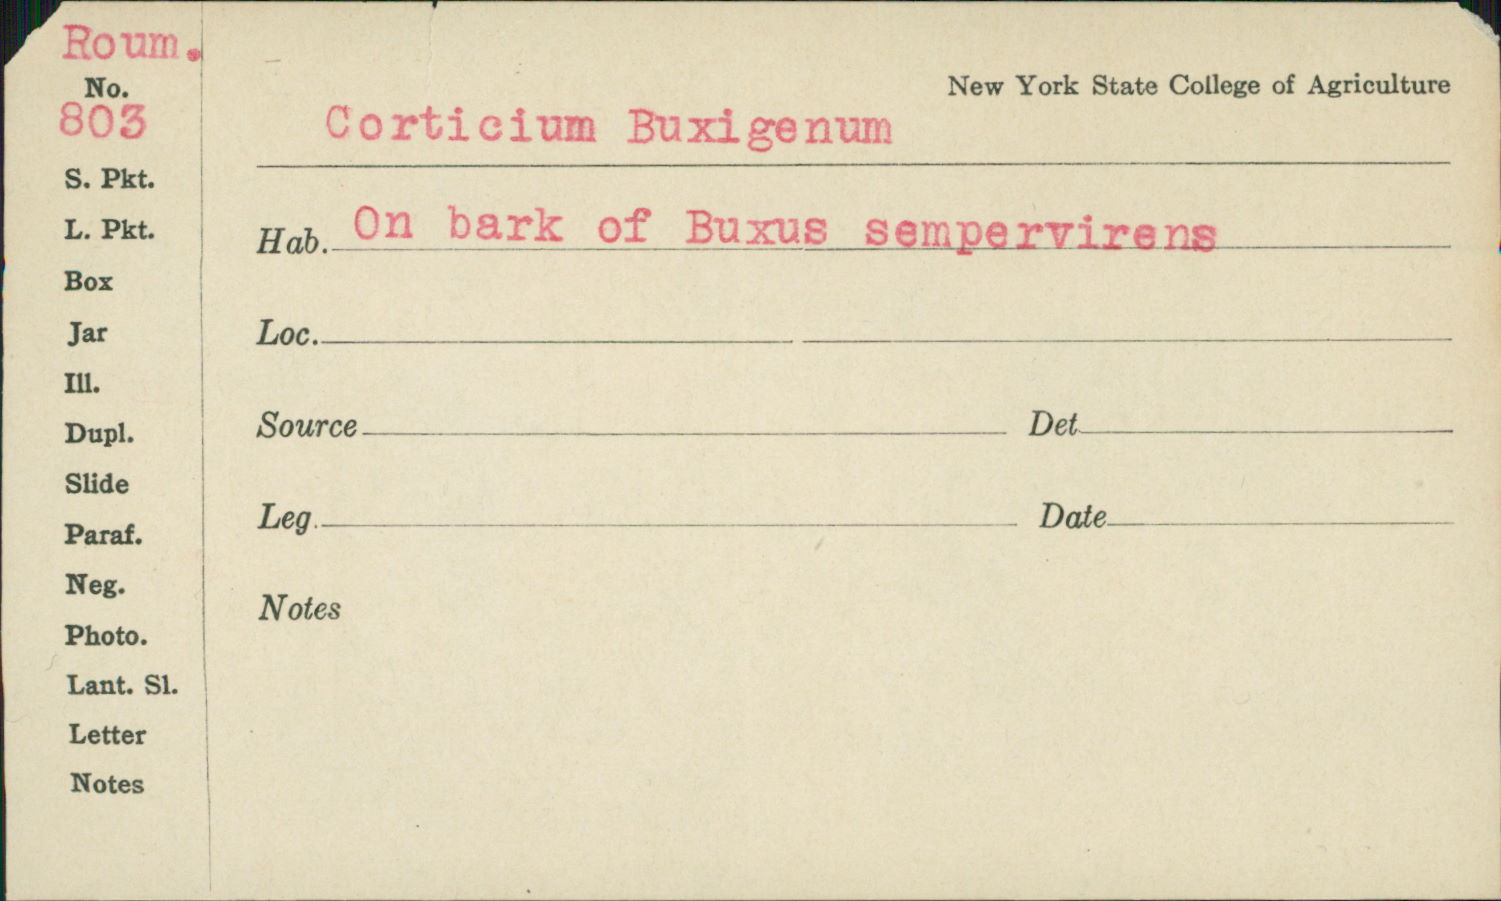 Roum.
No.
803
S. Pkt.
L. Pkt.
Box
Jar
Ill.
Dupl.
Slide
Paraf.
Neg.
Photo.
Lant. Sl.
Letter
Notes
New York State College of Agriculture
Corticium Buxigenum
Hab. On bark of Buxus sempervirens
Loc.
Source Det
Leg. Date
Notes